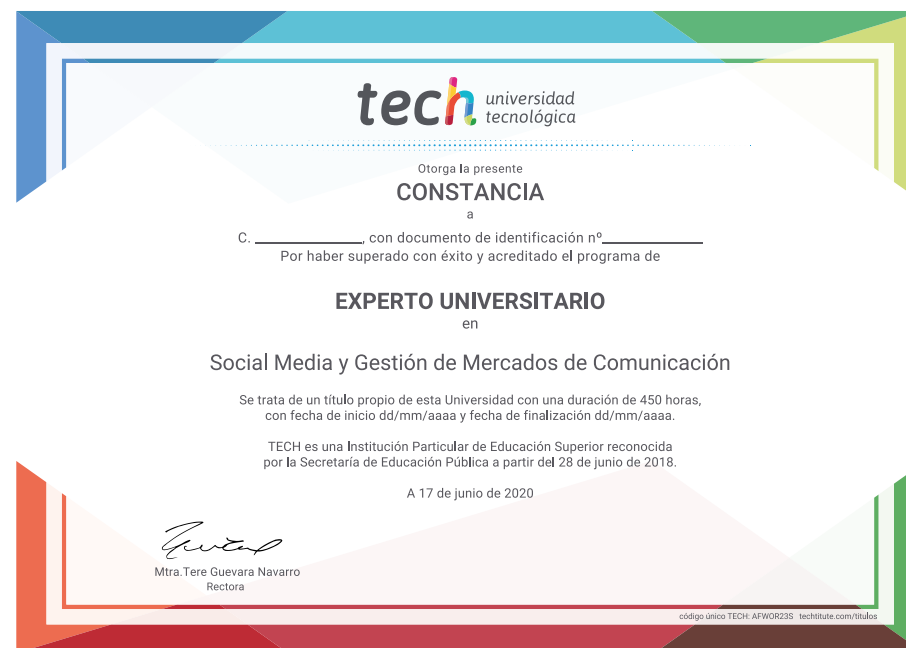 tech universidad
tecnológica
Otorga la presente
CONSTANCIA
a
C. ______________, con documento de identificación nº_____________
Por haber superado con éxito y acreditado el programa de
EXPERTO UNIVERSITARIO
en
Social Media y Gestión de Mercados de Comunicación
Se trata de un título propio de esta Universidad con una duración de 450 horas,
con fecha de inicio dd/mm/aaaa y fecha de finalización dd/mm/aaaa.
TECH es una Institución Particular de Educación Superior reconocida
por la Secretaría de Educación Pública a partir del 28 de junio de 2018.
A 17 de junio de 2020
Mtra.Tere Guevara Navarro
Rectora
código único TECH: AFWOR23S techtitute.com/titulos